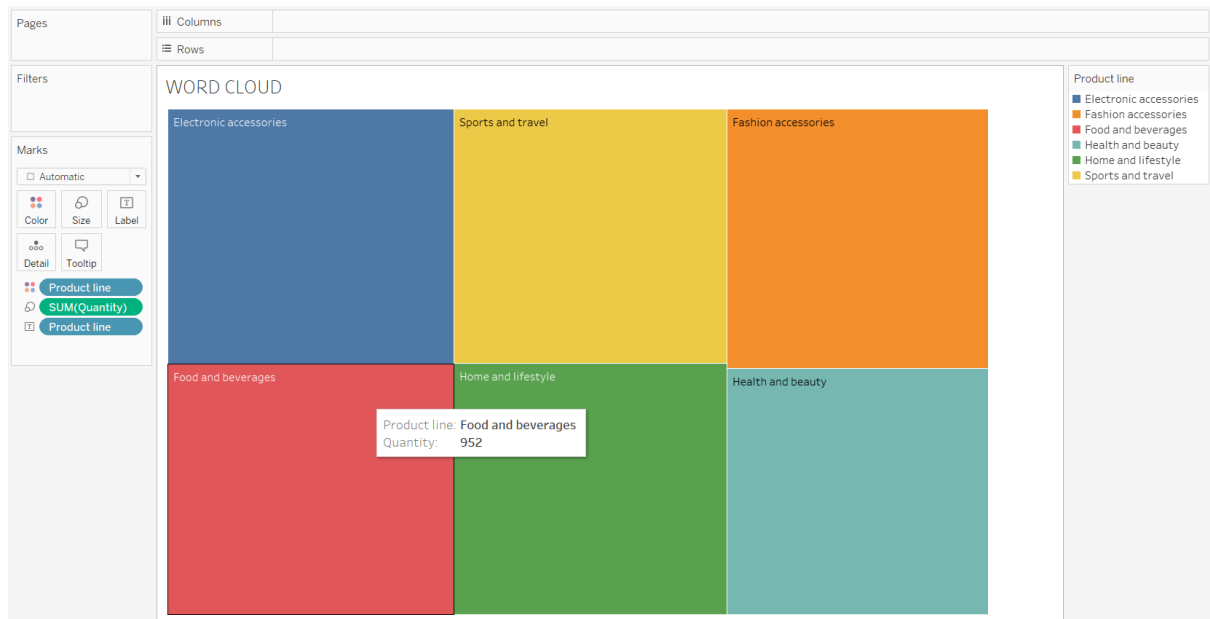 Pages
Columns
Rows
Filters
Marks
Automatic
Color Size Label
Detail Tooltip
Product line
SUM(Quantity)
Product line
WORD CLOUD
Electronic accessories
Sports and travel
Fashion accessories
Food and beverages
Home and lifestyle
Health and beauty
Product line: Food and beverages
Quantity: 952
Product line
Electronic accessories
Fashion accessories
Food and beverages
Health and beauty
Home and lifestyle
Sports and travel